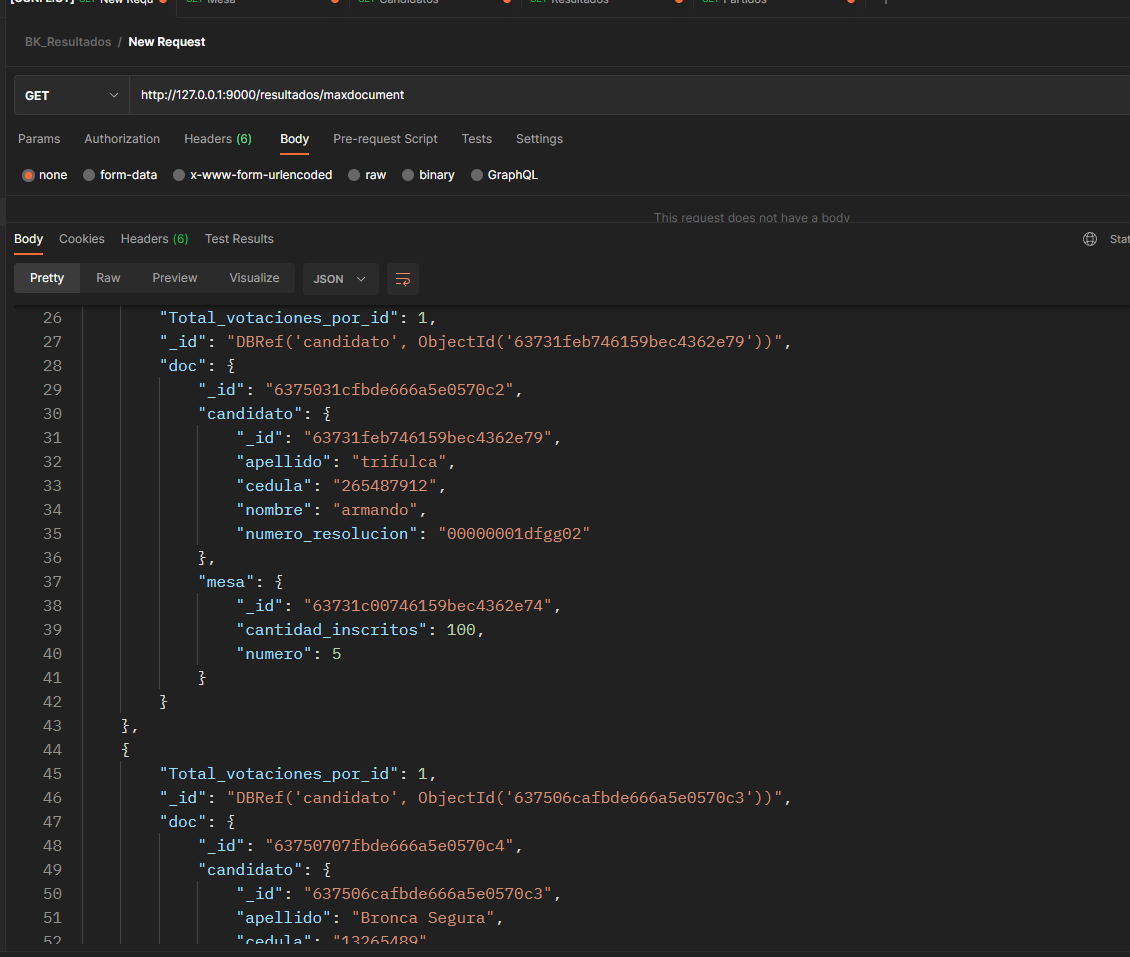 [CONFLICT] GET New Requ GET Mesa GET Candidatos GET Resultados GET Partidos +
BK_Resultados / New Request
GET http://127.0.0.1:9000/resultados/maxdocument
Params Authorization Headers (6) Body Pre-request Script Tests Settings
none form-data x-www-form-urlencoded raw binary GraphQL
This request does not have a body
Body Cookies Headers (6) Test Results Stat
Pretty Raw Preview Visualize JSON
26 "Total_votaciones_por_id": 1,
27 "_id": "DBRef('candidato', ObjectId('63731feb746159bec4362e79'))",
28 "doc": {
29 "_id": "6375031cfbde666a5e0570c2",
30 "candidato": {
31 "_id": "63731feb746159bec4362e79",
32 "apellido": "trifulca",
33 "cedula": "265487912",
34 "nombre": "armando",
35 "numero_resolucion": "00000001dfgg02"
36 },
37 "mesa": {
38 "_id": "63731c00746159bec4362e74",
39 "cantidad_inscritos": 100,
40 "numero": 5
41 }
42 }
43 },
44 {
45 "Total_votaciones_por_id": 1,
46 "_id": "DBRef('candidato', ObjectId('637506cafbde666a5e0570c3'))",
47 "doc": {
48 "_id": "63750707fbde666a5e0570c4",
49 "candidato": {
50 "_id": "637506cafbde666a5e0570c3",
51 "apellido": "Bronca Segura",
52 "cedula": "13265489"